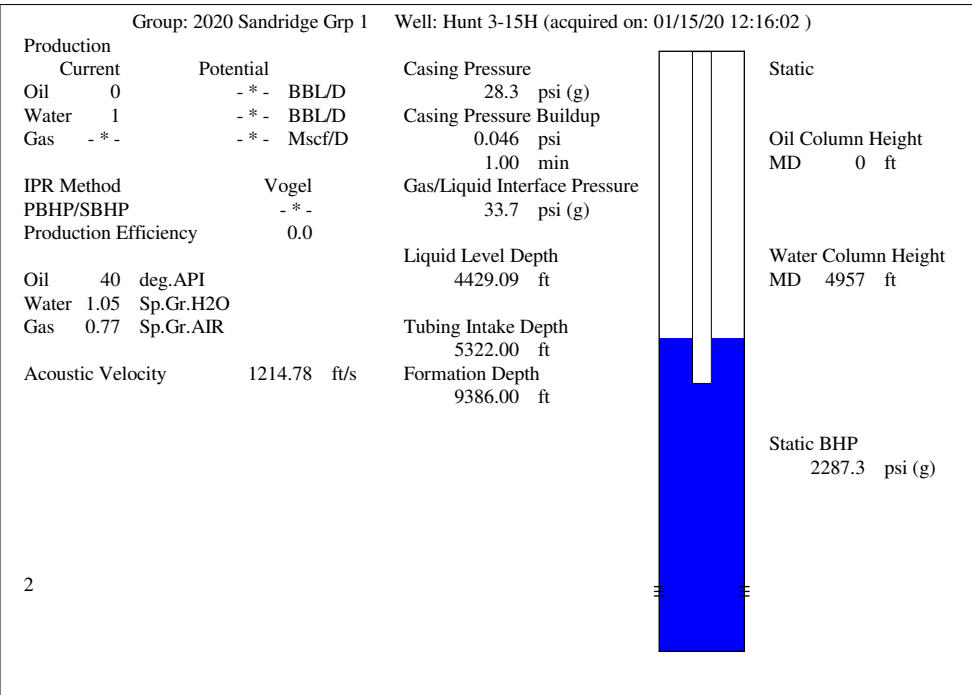 Group: 2020 Sandridge Grp 1 Well: Hunt 3-15H (acquired on: 01/15/20 12:16:02 )
Production
Current Potential
Oil 0 - * - BBL/D
Water 1 - * - BBL/D
Gas - * - - * - Mscf/D
IPR Method Vogel
PBHP/SBHP - * -
Production Efficiency 0.0
Oil 40 deg.API
Water 1.05 Sp.Gr.H2O
Gas 0.77 Sp.Gr.AIR
Acoustic Velocity 1214.78 ft/s
2
Casing Pressure
28.3 psi (g)
Casing Pressure Buildup
0.046 psi
1.00 min
Gas/Liquid Interface Pressure
33.7 psi (g)
Liquid Level Depth
4429.09 ft
Tubing Intake Depth
5322.00 ft
Formation Depth
9386.00 ft
Static
Oil Column Height
MD 0 ft
Water Column Height
MD 4957 ft
Static BHP
2287.3 psi (g)